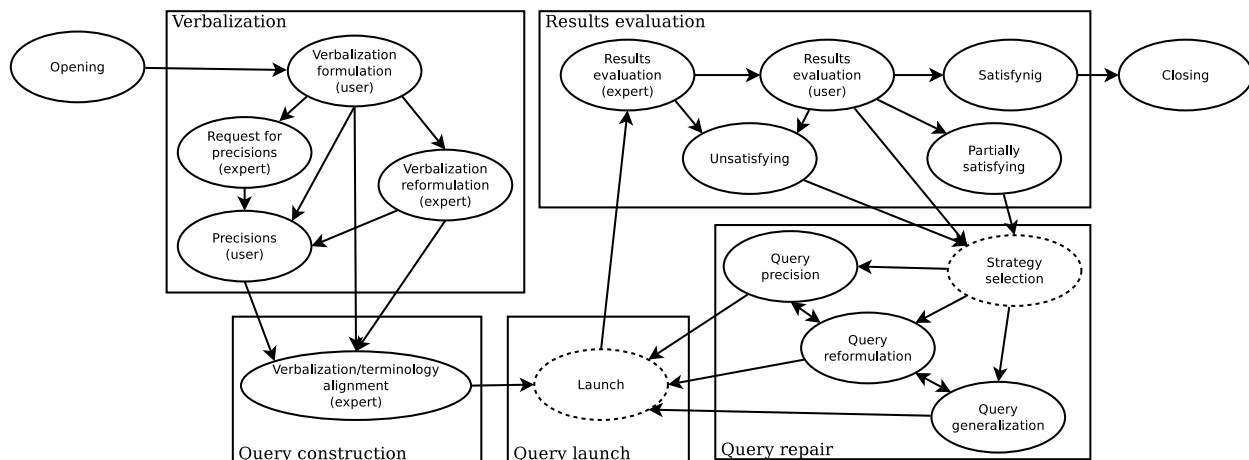 Verbalization
Opening
Verbalization
formulation
(user)
Request for
precisions
(expert)
Verbalization
reformulation
(expert)
Precisions
(user)
Results evaluation
Results
evaluation
(expert)
Results
evaluation
(user)
Satisfynig
Closing
Unsatisfying
Partially
satisfying
Query
precision
Strategy
selection
Query
reformulation
Query
generalization
Query repair
Verbalization/terminology
alignment
(expert)
Query construction
Launch
Query launch